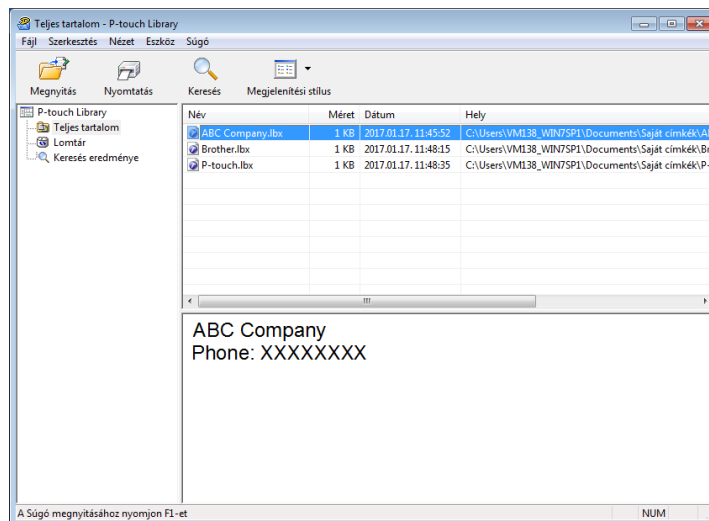 Teljes tartalom - P-touch Library
Fájl Szerkesztés Nézet Eszköz Súgó
Megnyitás Nyomtatás Keresés Megjelenítési stílus
P-touch Library
Teljes tartalom
Lomtár
Keresés eredménye
Név Méret Dátum Hely
ABC Company.lbx 1 KB 2017.01.17. 11:45:52 C:\Users\VM138_WIN7SP1\Documents\Saját címkék\A
Brother.lbx 1 KB 2017.01.17. 11:48:15 C:\Users\VM138_WIN7SP1\Documents\Saját címkék\Br
P-touch.lbx 1 KB 2017.01.17. 11:48:35 C:\Users\VM138_WIN7SP1\Documents\Saját címkék\P-
ABC Company
Phone: XXXXXXXX
A Súgó megnyitásához nyomjon F1-et NUM